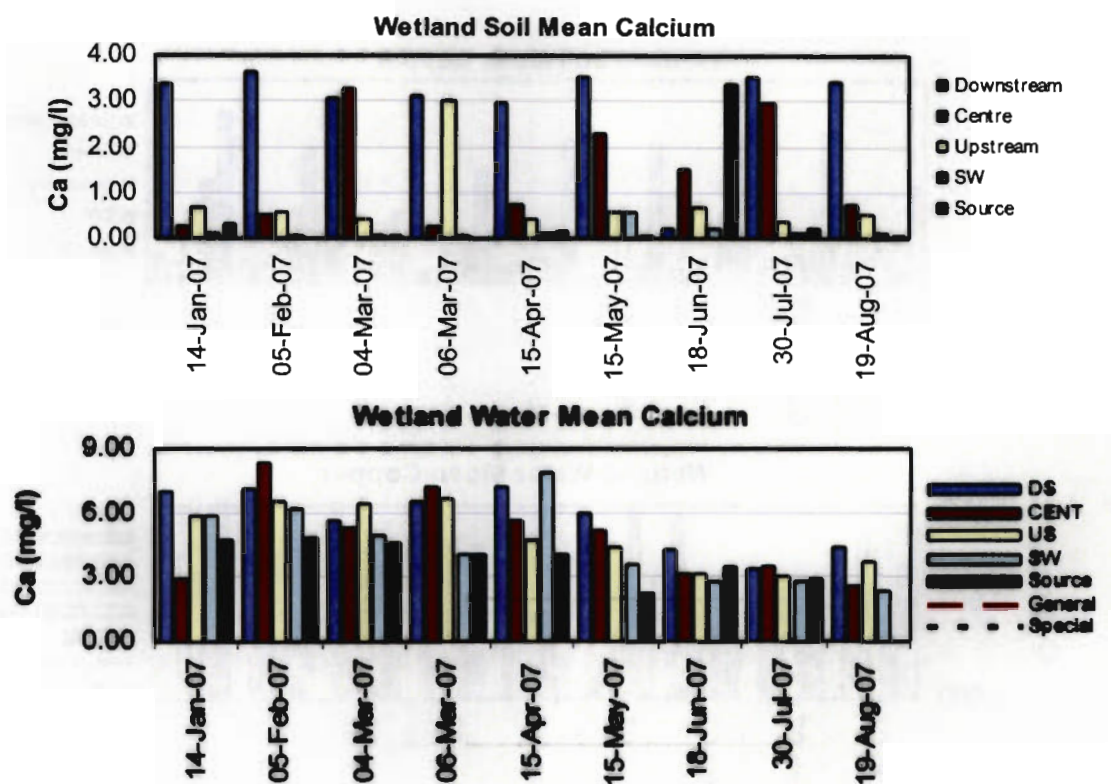 Wetland Soil Mean Calcium
4.00
3.00
2.00
1.00
0.00
Ca (mg/l)
Downstream
Centre
Upstream
SW
Source
14-Jan-07
05-Feb-07
04-Mar-07
06-Mar-07
15-Apr-07
15-May-07
18-Jun-07
30-Jul-07
19-Aug-07
Wetland Water Mean Calcium
9.00
6.00
3.00
0.00
Ca (mg/l)
DS
CENT
US
SW
Source
General
Special
14-Jan-07
05-Feb-07
04-Mar-07
06-Mar-07
15-Apr-07
15-May-07
18-Jun-07
30-Jul-07
19-Aug-07